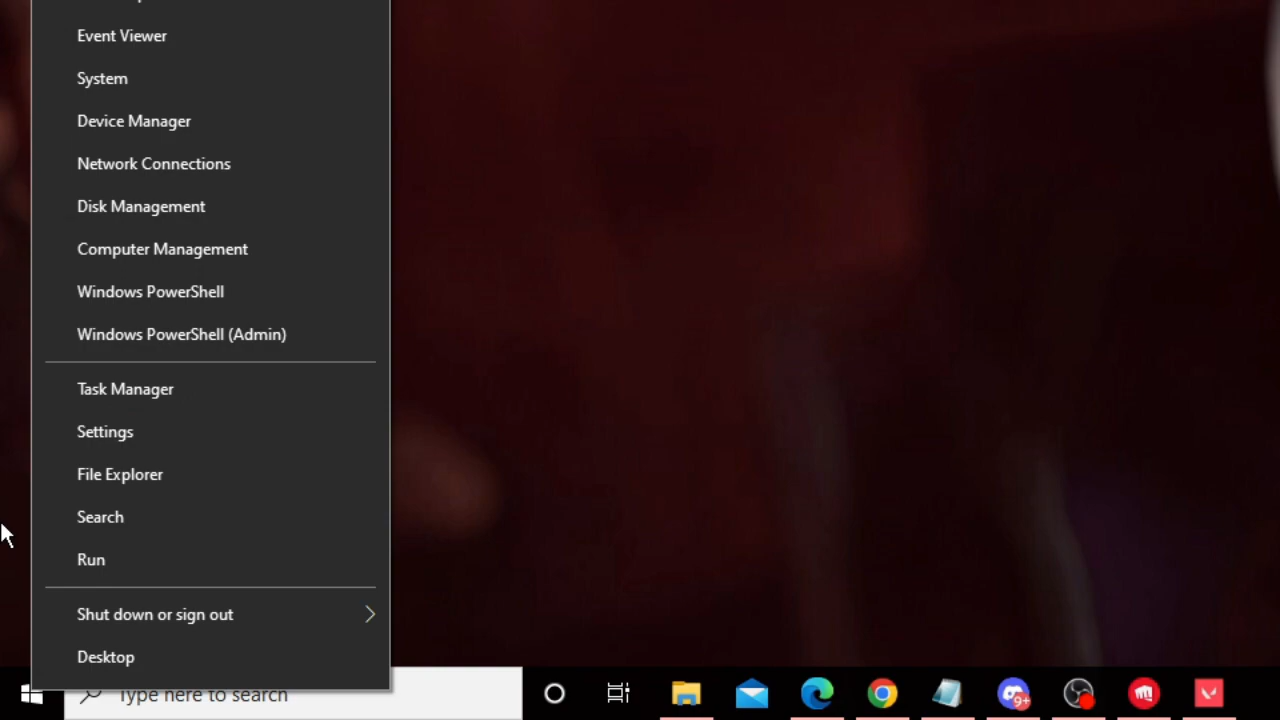 Event Viewer
System
Device Manager
Network Connections
Disk Management
Computer Management
Windows PowerShell
Windows PowerShell (Admin)
Task Manager
Settings
File Explorer
Search
Run
Shut down or sign out
Desktop
Type here to search
9+